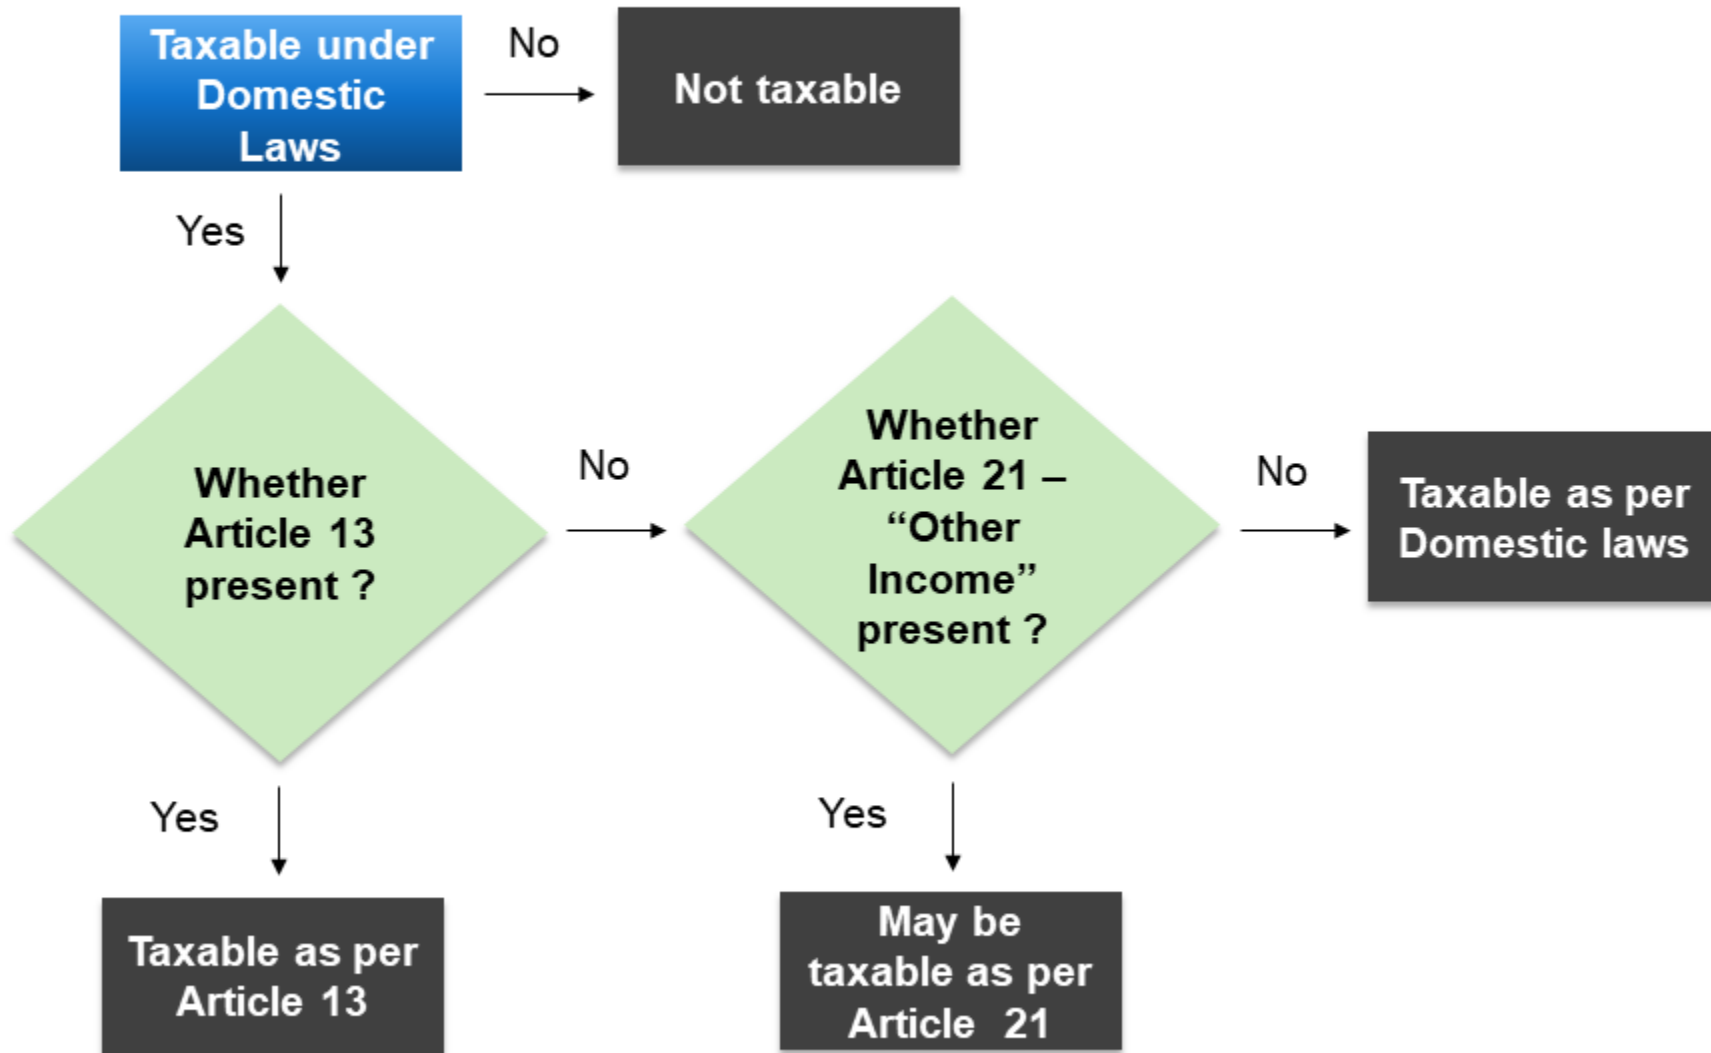 Taxable under
Domestic
Laws
No
Not taxable
Yes
Whether
Article 13
present ?
No
Whether
Article 21 –
“Other
Income”
present ?
No
Taxable as per
Domestic laws
Yes
Taxable as per
Article 13
Yes
May be
taxable as per
Article 21